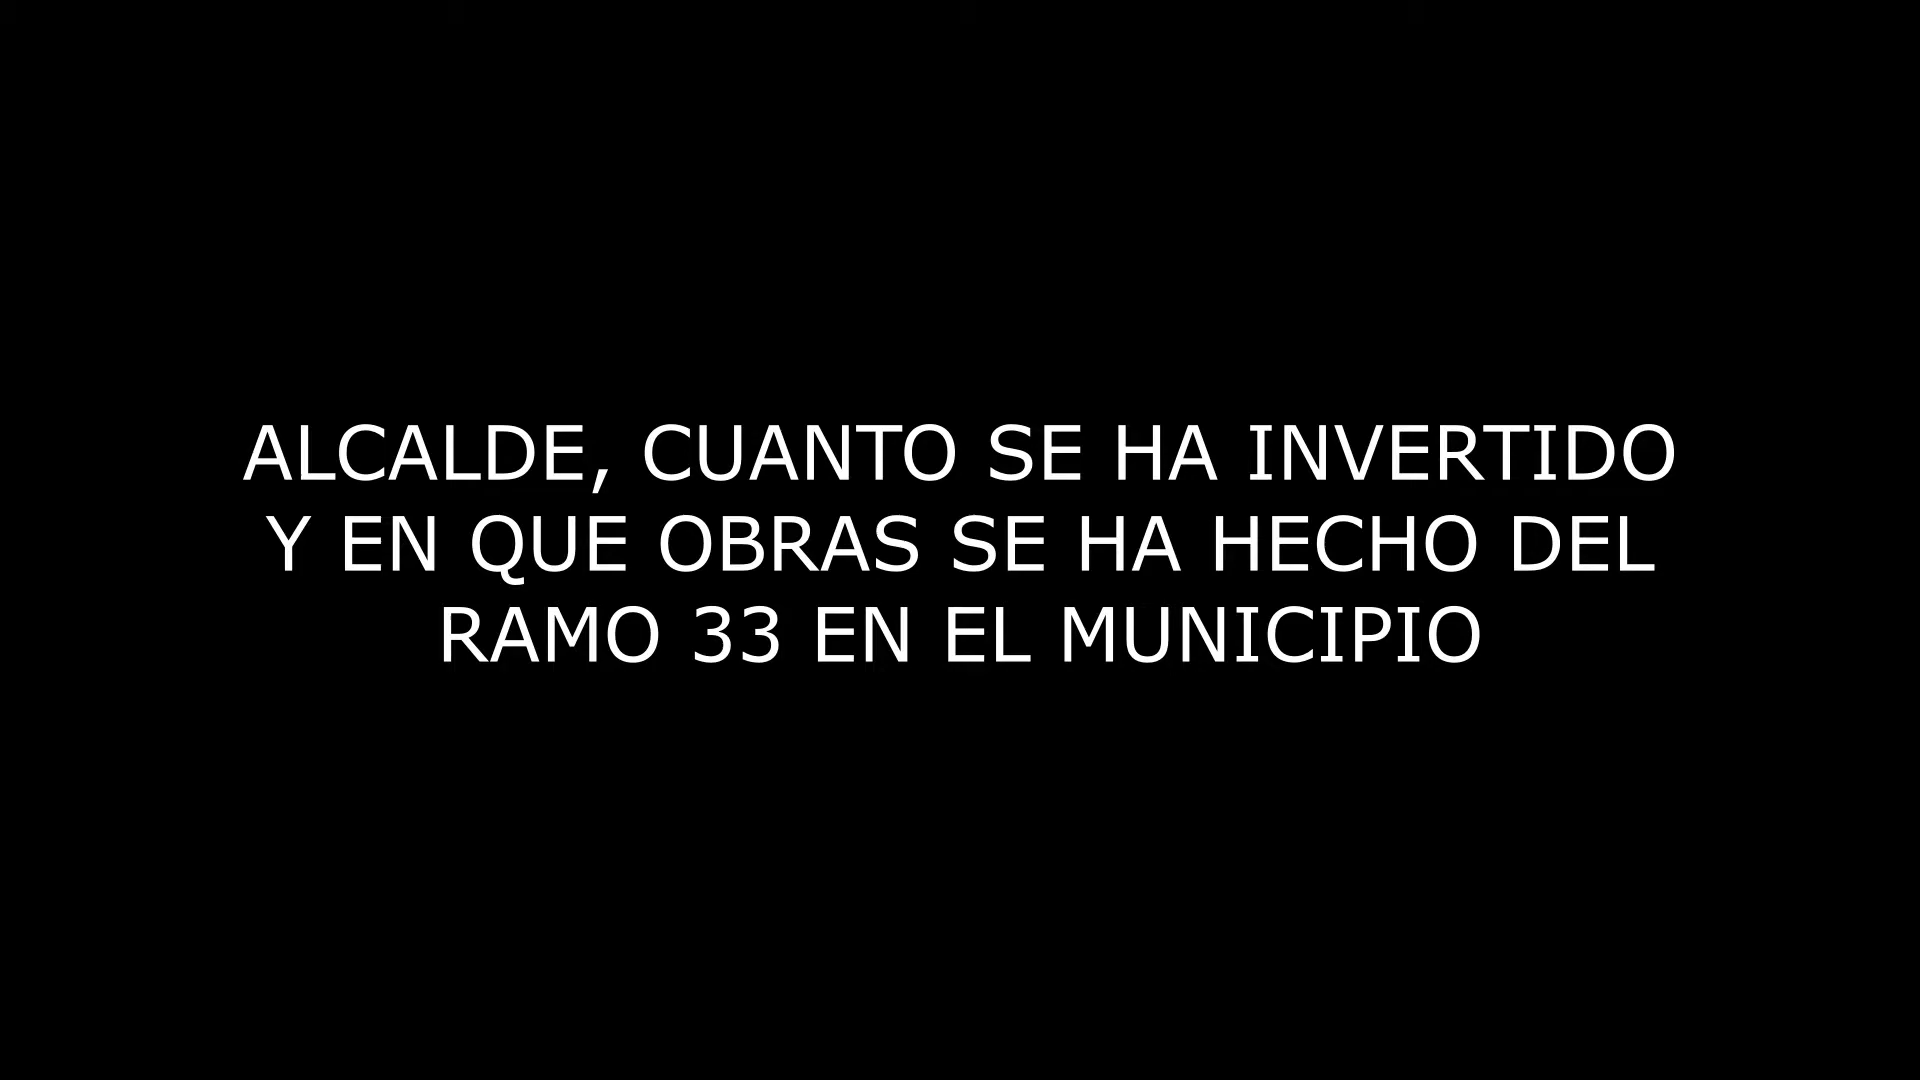 ALCALDE, CUANTO SE HA INVERTIDO
Y EN QUE OBRAS SE HA HECHO DEL
RAMO 33 EN EL MUNICIPIO